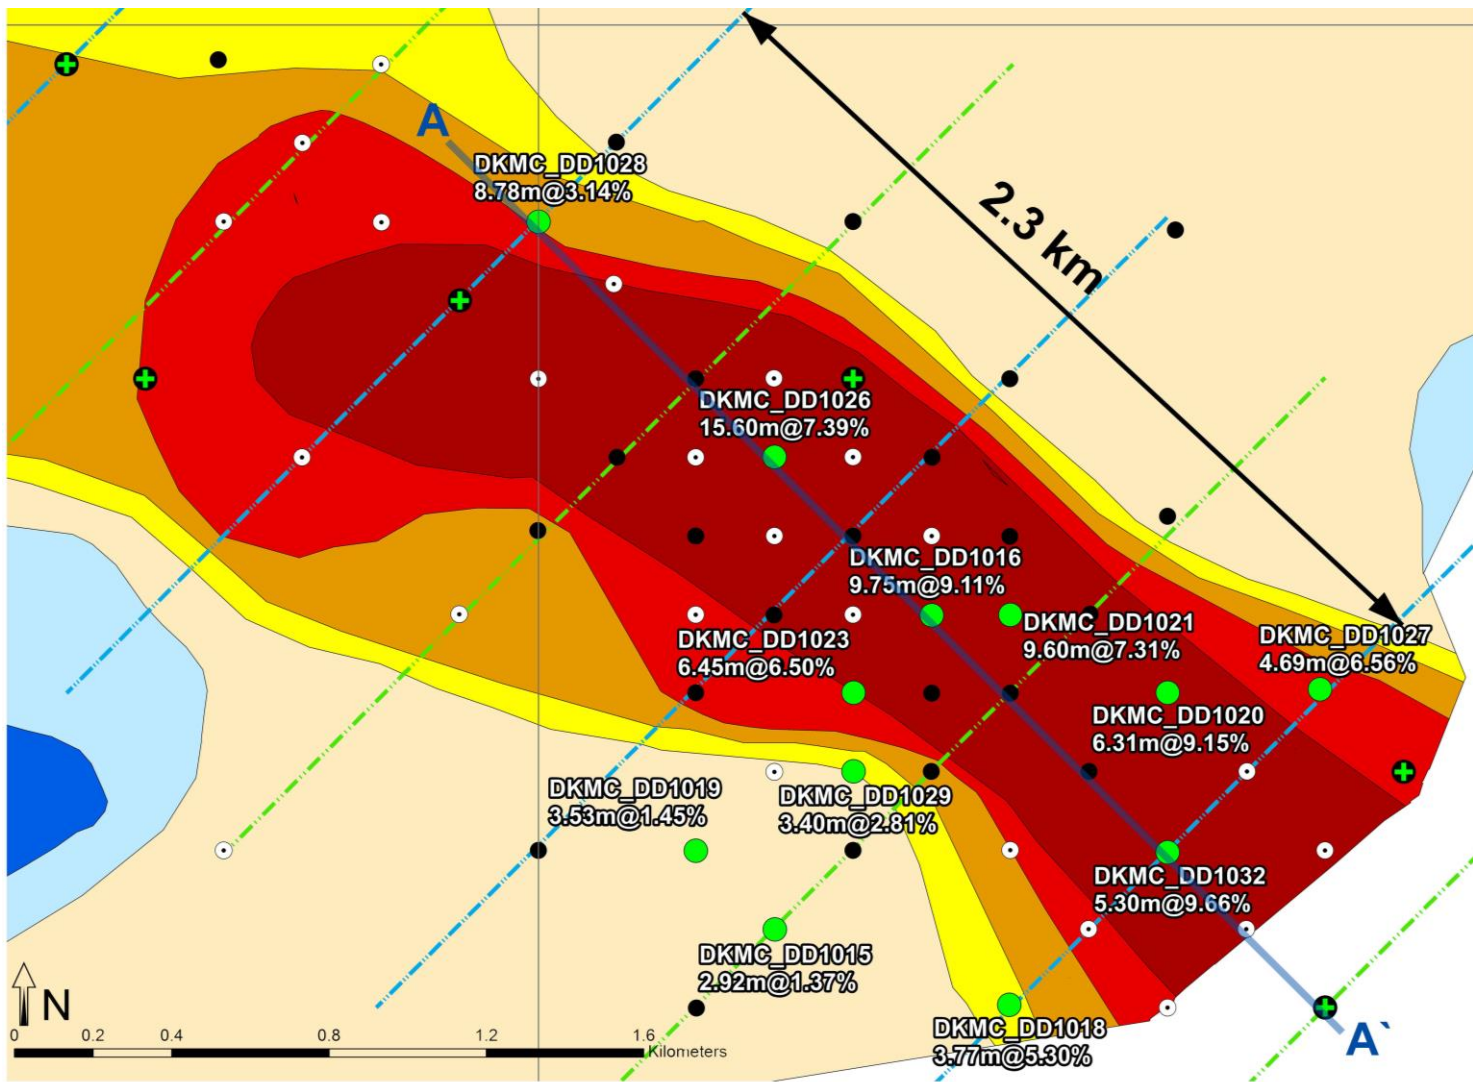 A
DKMC_DD1028
8.78m@3.14%
2.3 km
DKMC_DD1026
15.60m@7.39%
DKMC_DD1016
9.75m@9.11%
DKMC_DD1021
9.60m@7.31%
DKMC_DD1023
6.45m@6.50%
DKMC_DD1027
4.69m@6.56%
DKMC_DD1020
6.31m@9.15%
DKMC_DD1019
3.53m@1.45%
DKMC_DD1029
3.40m@2.81%
DKMC_DD1032
5.30m@9.66%
DKMC_DD1015
2.92m@1.37%
DKMC_DD1018
3.77m@5.30%
A`
N
0 0.2 0.4 0.8 1.2 1.6
Kilometers